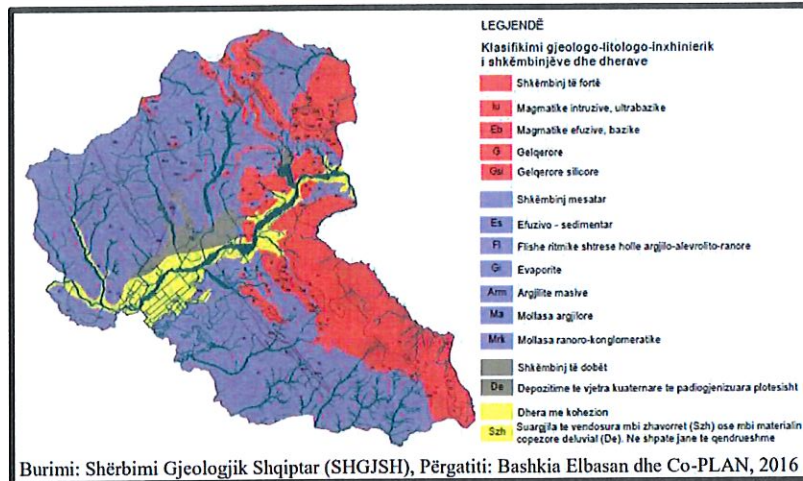 LEGJENDË
Klasifikimi gjeologo-litologo-inxhinierik
i shkëmbinjëve dhe dherave
Shkëmbinj të fortë
Iu Magmatike intruzive, ultrabazike
Eb Magmatike efuzive, bazike
G Gelqerore
Gsi Gelqerore silicore
Shkëmbinj mesatar
Es Efuzivo - sedimentar
Fl Flishe ritmike shtrese holle argjilo-alevrolito-ranore
Gi Evaporite
Arm Argjilite masive
Ma Mollasa argjilore
Mrk Mollasa ranoro-konglomeratike
Shkëmbinj të dobët
De Depozitime te vjetra kuaternare te padiogjenizuara plotesisht
Dhera me kohezion
Szh Suargjila te vendosura mbi zhavorret (Szh) ose mbi materialin
copezore deluvial (De). Ne shpate jane te qendrueshme
Burimi: Shërbimi Gjeologjik Shqiptar (SHGJSH), Përgatiti: Bashkia Elbasan dhe Co-PLAN, 2016